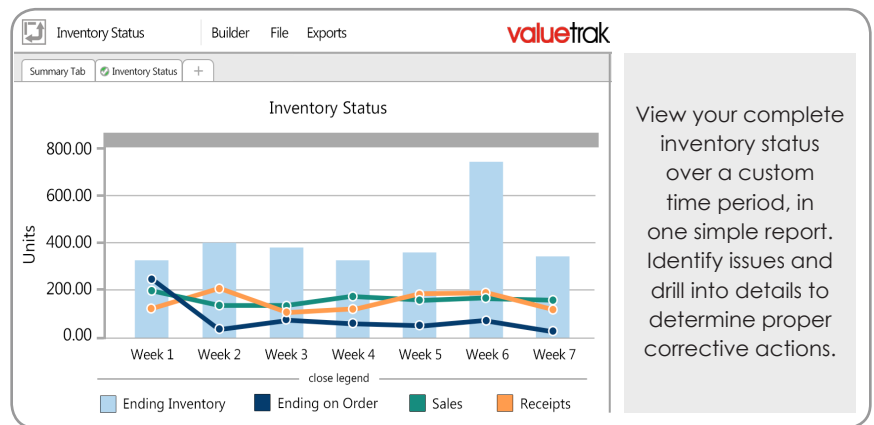 Inventory Status Builder File Exports valuetrak
Summary Tab Inventory Status +
Inventory Status
800.00
600.00
400.00
200.00
0.00
Units
Week 1 Week 2 Week 3 Week 4 Week 5 Week 6 Week 7
close legend
Ending Inventory Ending on Order Sales Receipts
View your complete
inventory status
over a custom
time period, in
one simple report.
Identify issues and
drill into details to
determine proper
corrective actions.